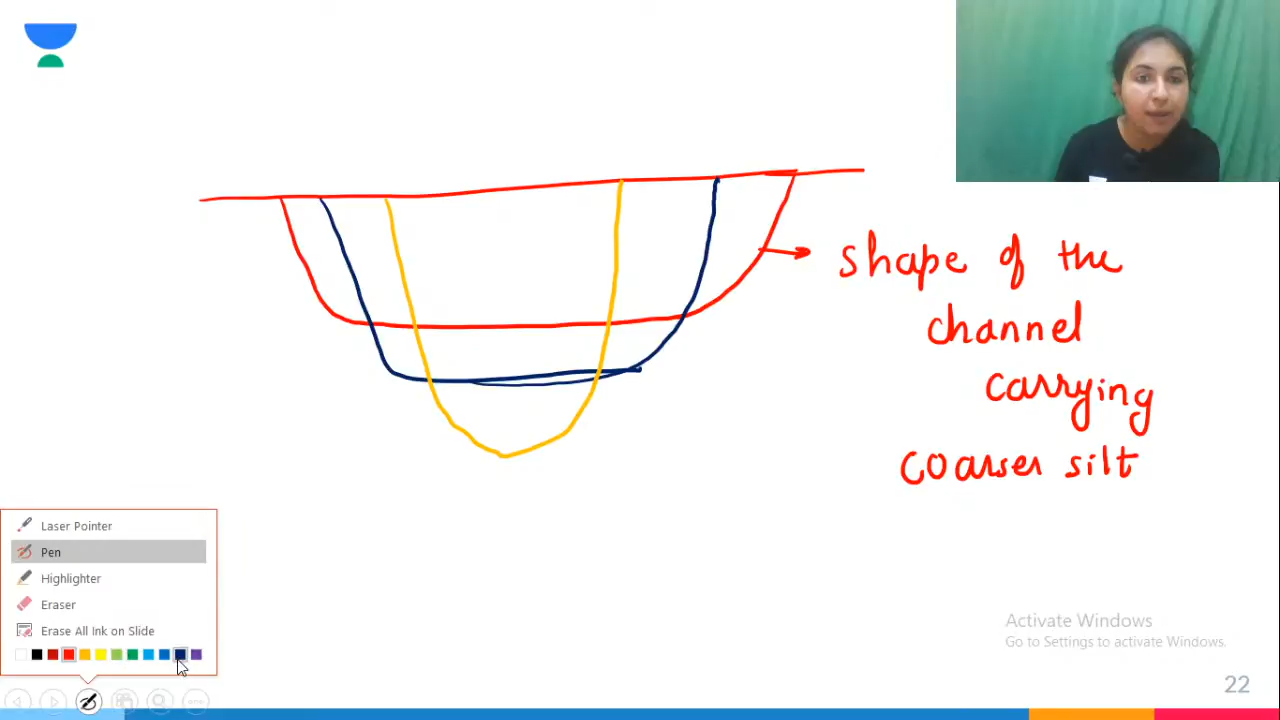 shape of the
channel
carrying
coarser silt
Laser Pointer
Pen
Highlighter
Eraser
Erase All Ink on Slide
Activate Windows
Go to Settings to activate Windows.
22